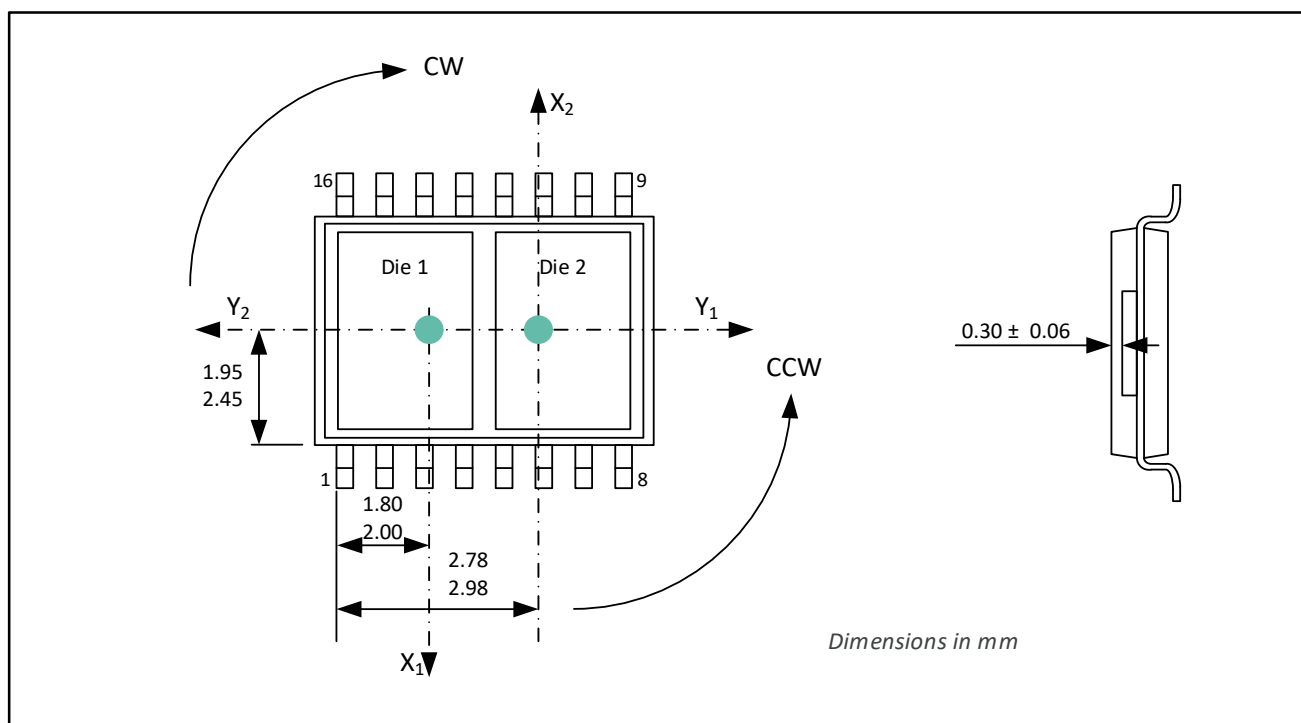 CW
X₂
16
9
Die 1
Die 2
Y₂
Y₁
0.30 ± 0.06
1.95
2.45
CCW
1
8
1.80
2.00
2.78
2.98
Dimensions in mm
X₁